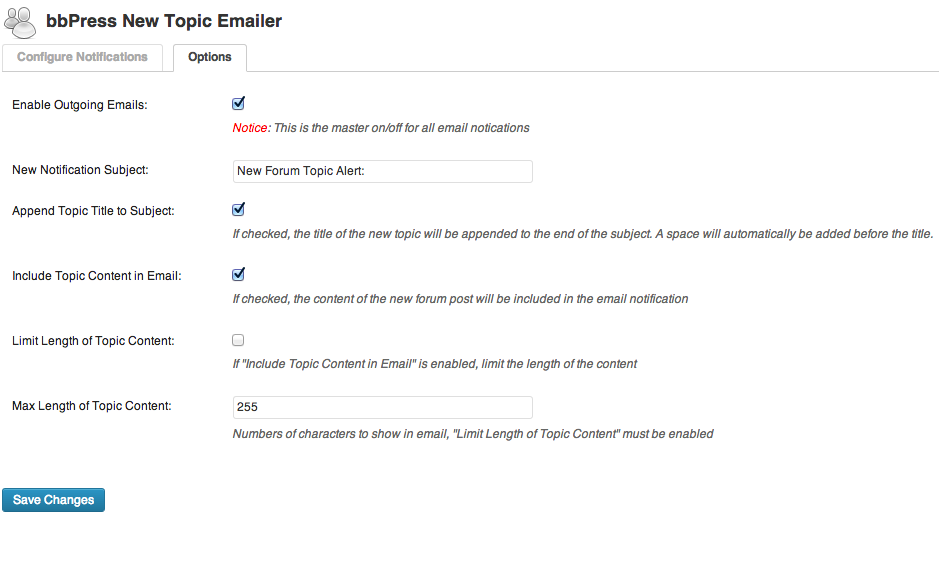 bbPress New Topic Emailer
Configure Notifications
Options
Enable Outgoing Emails:
Notice: This is the master on/off for all email notications
New Notification Subject:
New Forum Topic Alert:
Append Topic Title to Subject:
If checked, the title of the new topic will be appended to the end of the subject. A space will automatically be added before the title.
Include Topic Content in Email:
If checked, the content of the new forum post will be included in the email notification
Limit Length of Topic Content:
If "Include Topic Content in Email" is enabled, limit the length of the content
Max Length of Topic Content:
255
Numbers of characters to show in email, "Limit Length of Topic Content" must be enabled
Save Changes